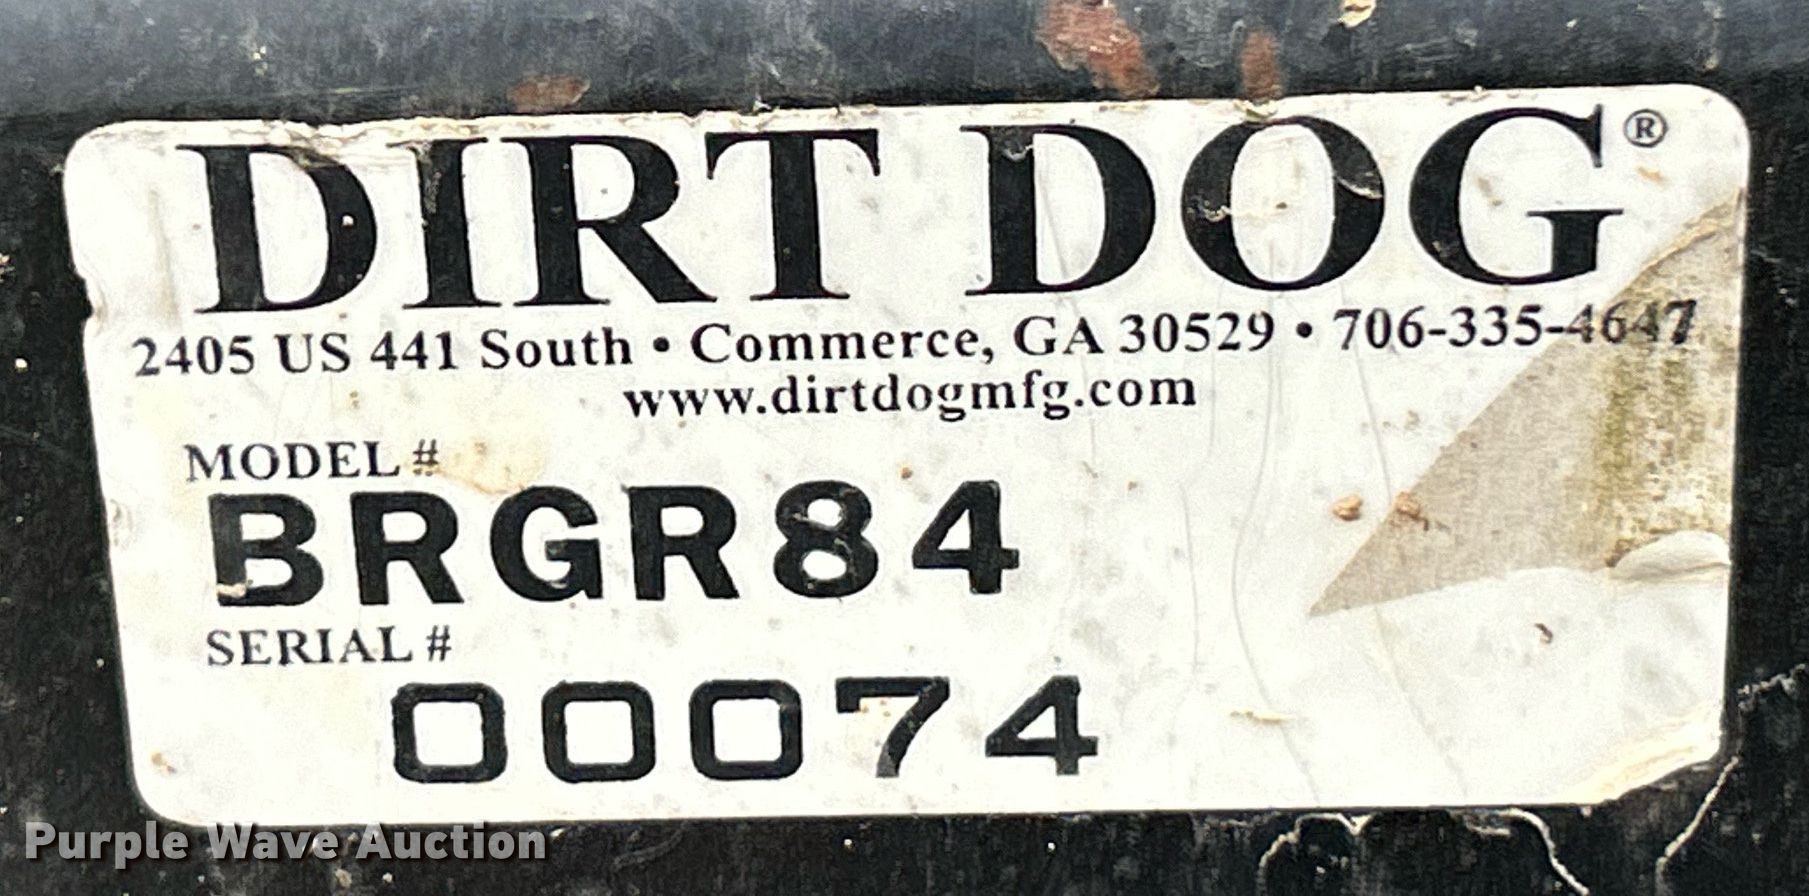 DIRT DOG®
2405 US 441 South • Commerce, GA 30529 • 706-335-4647
www.dirtdogmfg.com
MODEL #
BRGR84
SERIAL #
00074
Purple Wave Auction